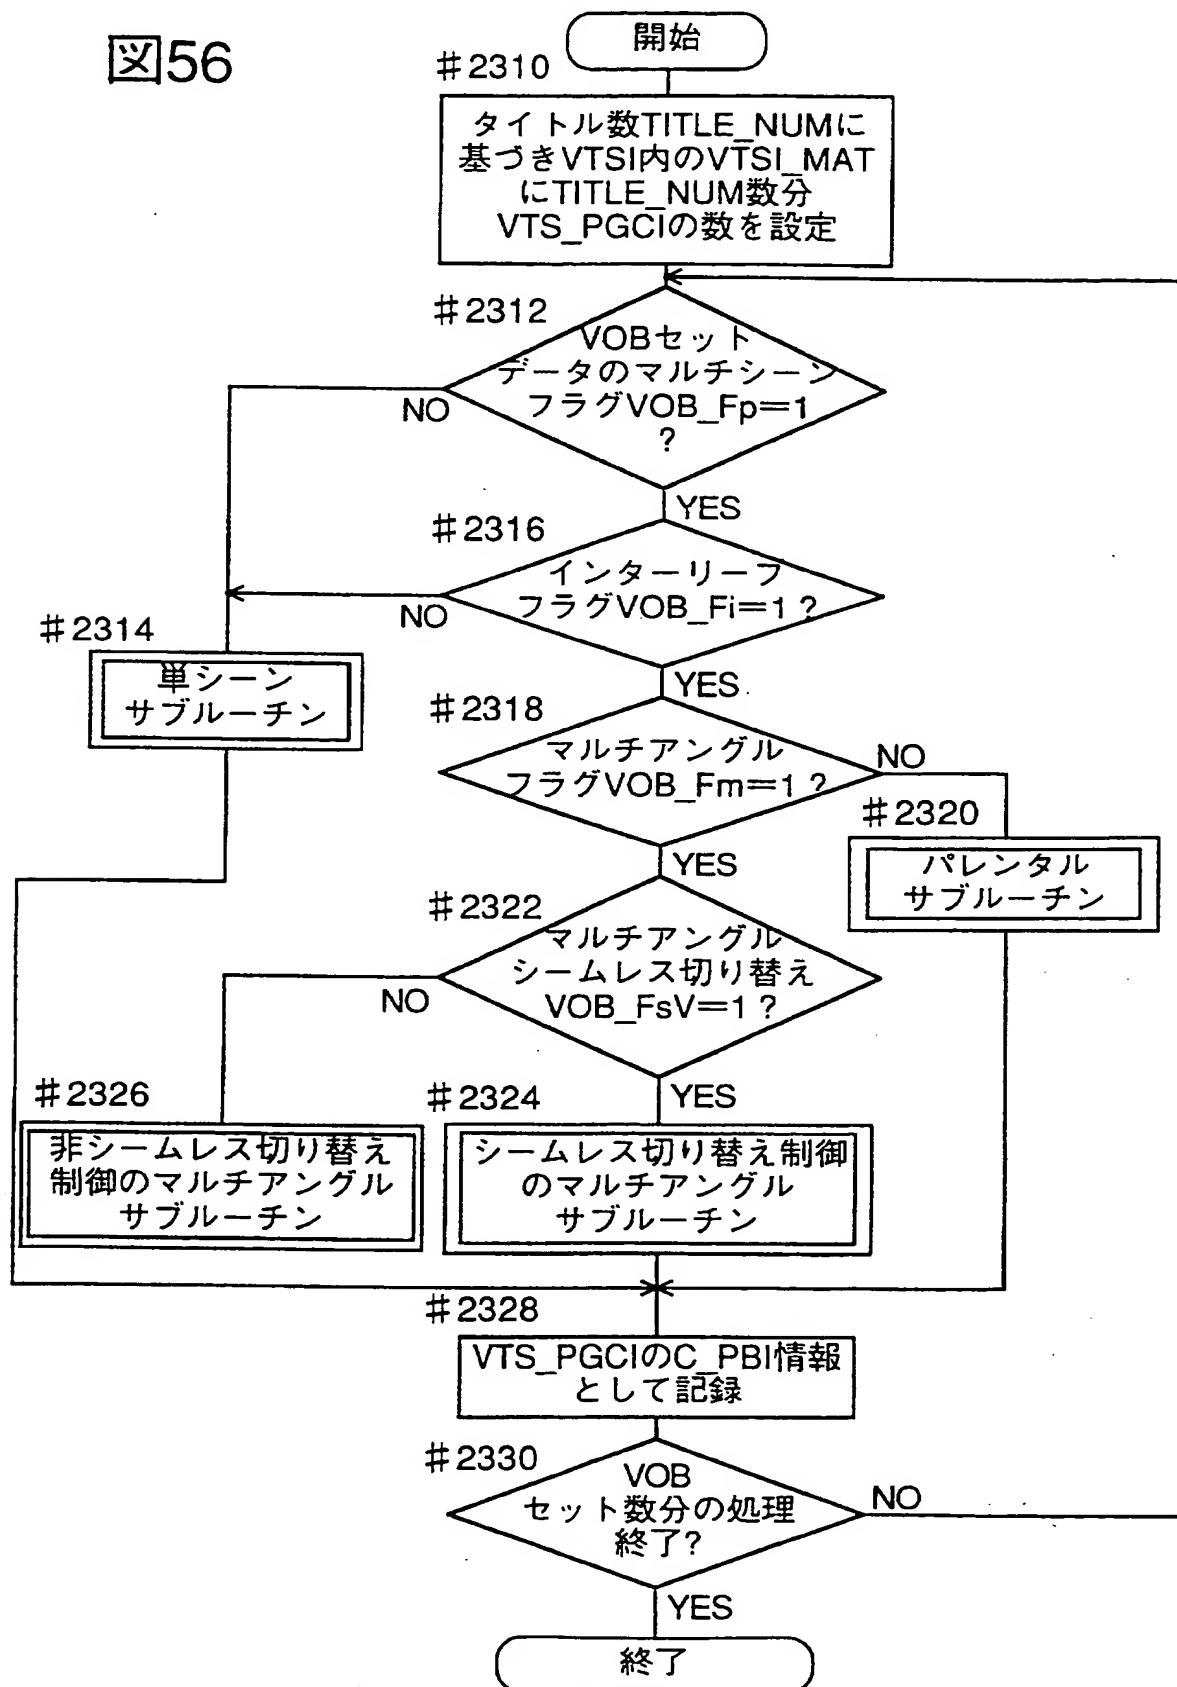 図56
開始
#2310
タイトル数TITLE_NUMに
基づきVTSI内のVTSI_MAT
にTITLE_NUM数分
VTS_PGCIの数を設定
#2312
VOBセット
データのマルチシーン
フラグVOB_Fp=1
?
NO
YES
#2316
インターリーフ
フラグVOB_Fi=1?
NO
YES
#2314
単シーン
サブルーチン
#2318
マルチアングル
フラグVOB_Fm=1?
NO
YES
#2320
パレンタル
サブルーチン
#2322
マルチアングル
シームレス切り替え
VOB_FsV=1?
NO
YES
#2326
非シームレス切り替え
制御のマルチアングル
サブルーチン
#2324
シームレス切り替え制御
のマルチアングル
サブルーチン
#2328
VTS_PGCIのC_PBI情報
として記録
#2330
VOB
セット数分の処理
終了?
NO
YES
終了